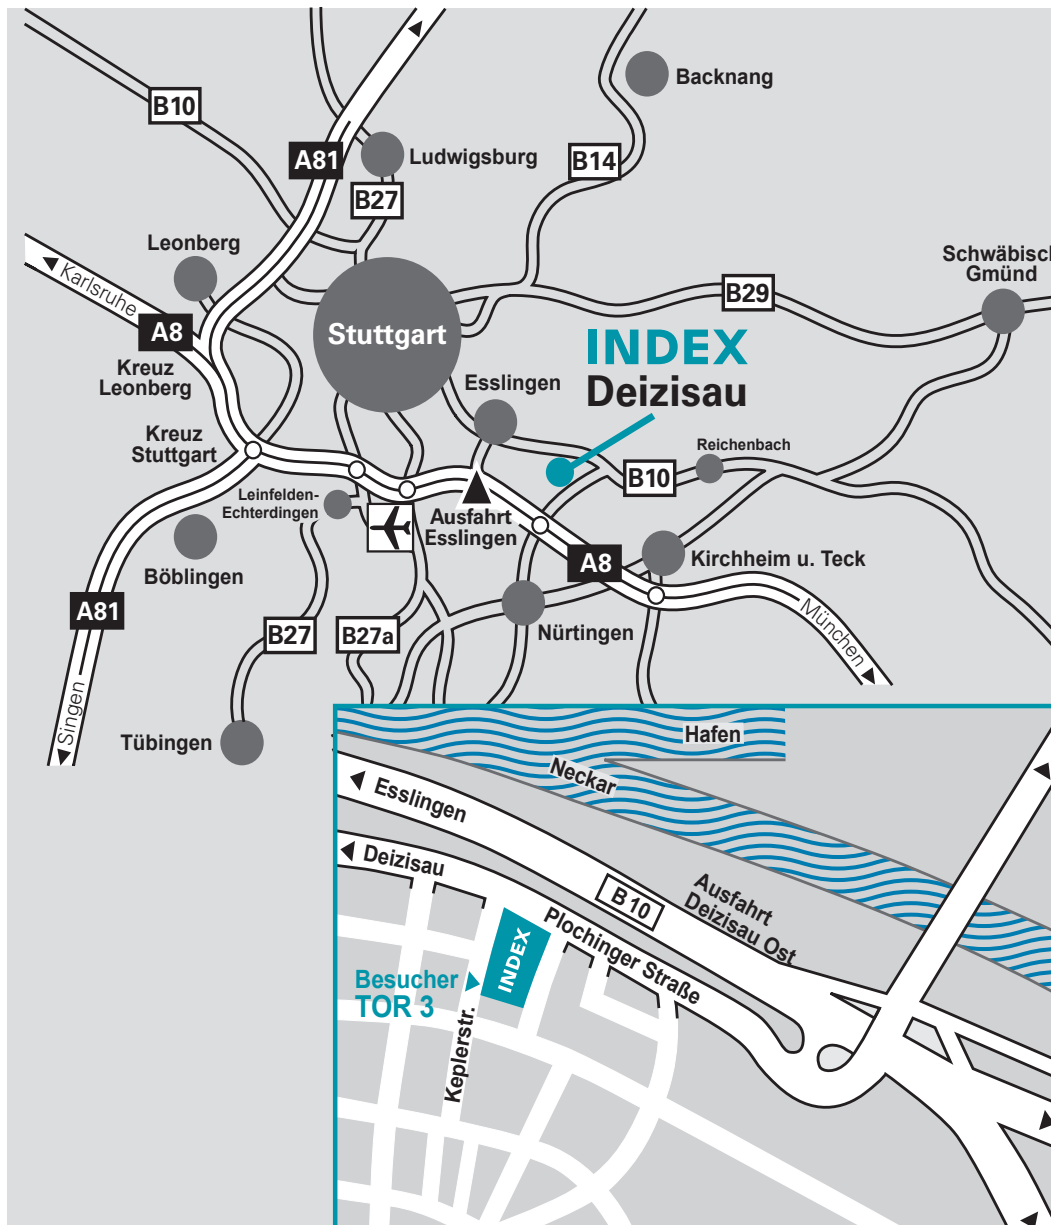 Backnang
B10
A81
Ludwigsburg
B14
B27
Leonberg
Schwäbisch
Gmünd
Karlsruhe
B29
A8
Stuttgart
INDEX
Deizisau
Kreuz
Leonberg
Esslingen
Kreuz
Stuttgart
Reichenbach
B10
Leinfelden-
Echterdingen
Ausfahrt
Esslingen
A8
Kirchheim u. Teck
Böblingen
A81
B27
B27a
Nürtingen
München
Singen
Tübingen
Hafen
Neckar
Esslingen
Deizisau
B 10
Ausfahrt
Deizisau Ost
Plochinger Straße
INDEX
Besucher
TOR 3
Keplerstr.